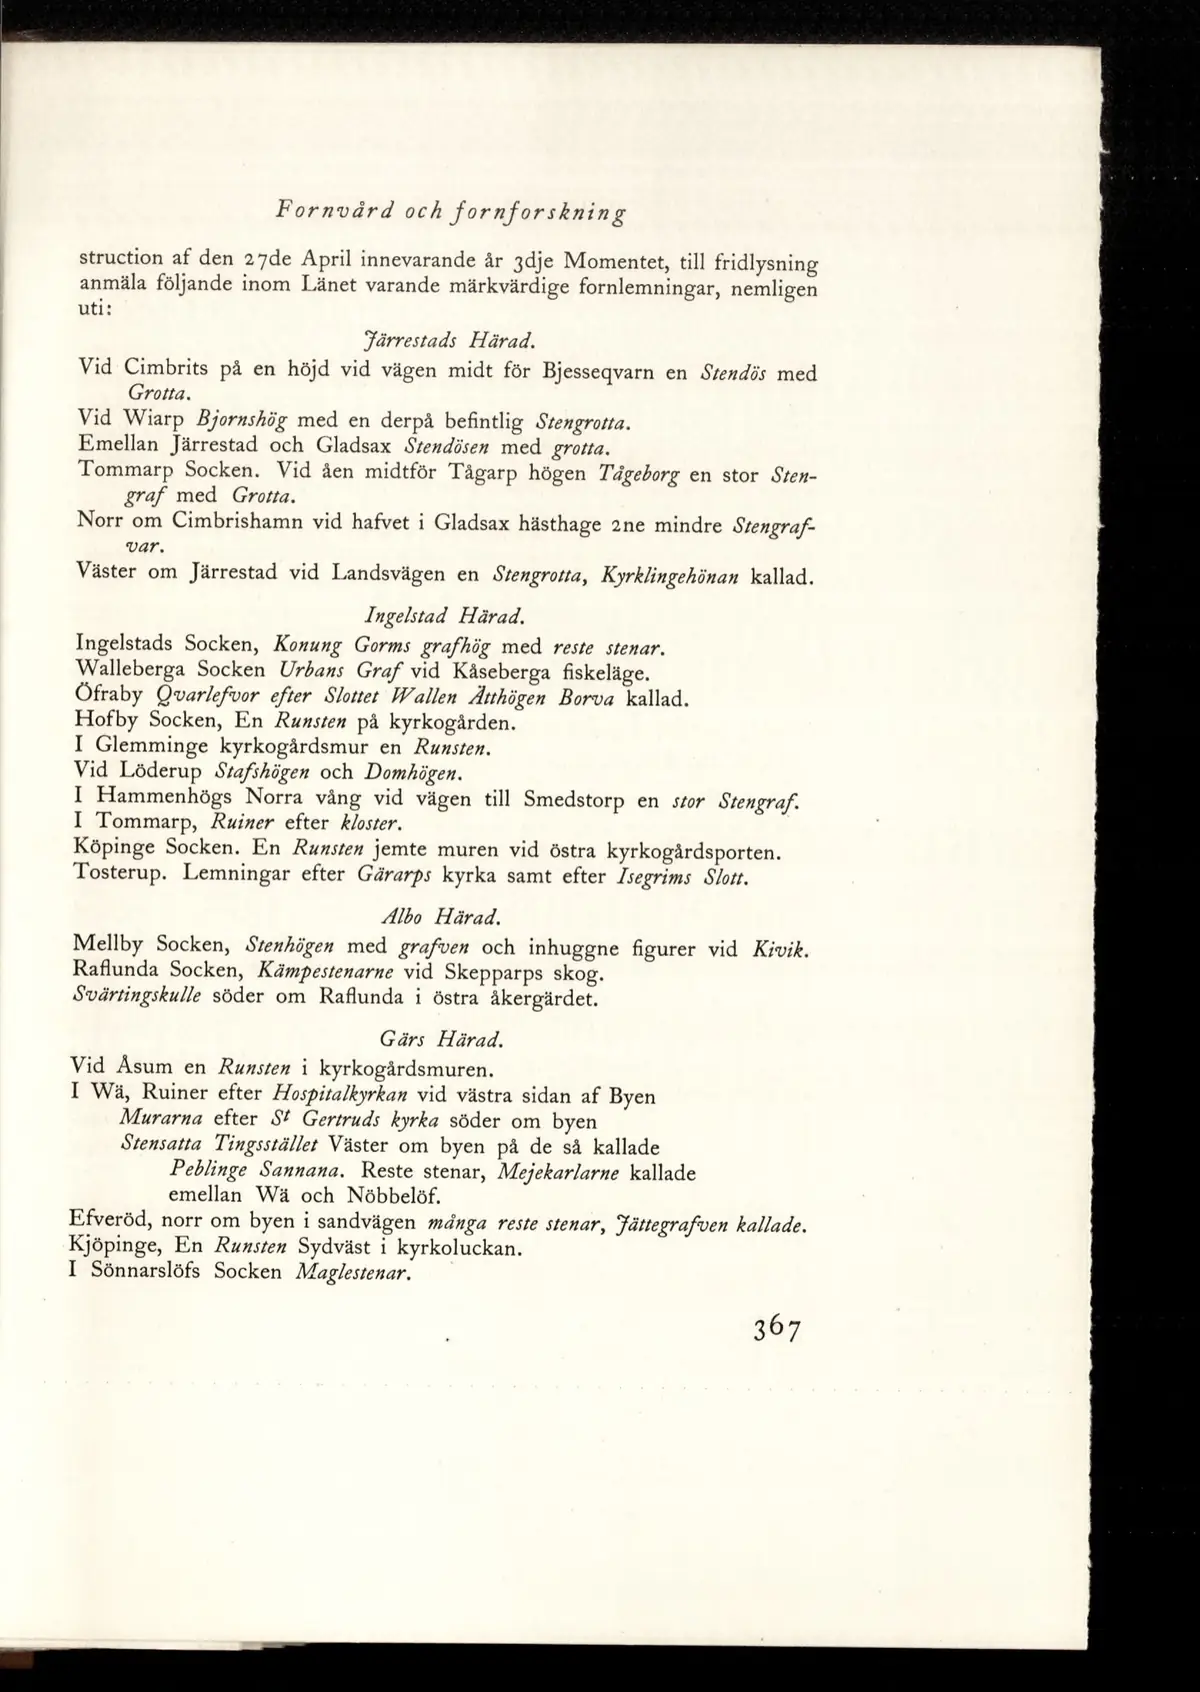 Fornvård och fornforskning
struction af den 27de April innevarande år 3dje Momentet, till fridlysning
anmäla följande inom Länet varande märkvärdige fornlemningar, nemligen
uti:
Järrestads Härad.
Vid Cimbrits på en höjd vid vägen midt för Bjesseqvarn en Stendös med
Grotta.
Vid Wiarp Bjornshög med en derpå befintlig Stengrotta.
Emellan Järrestad och Gladsax Stendösen med grotta.
Tommarp Socken. Vid åen midtför Tågarp högen Tågeborg en stor Sten-
graf med Grotta.
Norr om Cimbrishamn vid hafvet i Gladsax hästhage 2ne mindre Stengraf-
var.
Väster om Järrestad vid Landsvägen en Stengrotta, Kyrklingehönan kallad.
Ingelstad Härad.
Ingelstads Socken, Konung Gorms grafhög med reste stenar.
Walleberga Socken Urbans Graf vid Kåseberga fiskeläge.
Öfraby Qvarlefvor efter Slottet Wallen Ätthögen Borva kallad.
Hofby Socken, En Runsten på kyrkogården.
I Glemminge kyrkogårdsmur en Runsten.
Vid Löderup Stafshögen och Domhögen.
I Hammenhögs Norra vång vid vägen till Smedstorp en stor Stengraf.
I Tommarp, Ruiner efter kloster.
Köpinge Socken. En Runsten jemte muren vid östra kyrkogårdsporten.
Tosterup. Lemningar efter Gärarps kyrka samt efter Isegrims Slott.
Albo Härad.
Mellby Socken, Stenhögen med grafven och inhuggne figurer vid Kivik.
Raflunda Socken, Kämpestenarne vid Skepparps skog.
Svärtingskulle söder om Raflunda i östra åkergärdet.
Gärs Härad.
Vid Åsum en Runsten i kyrkogårdsmuren.
I Wä, Ruiner efter Hospitalkyrkan vid västra sidan af Byen
Murarna efter St Gertruds kyrka söder om byen
Stensatta Tingsstället Väster om byen på de så kallade
Peblinge Sannana. Reste stenar, Mejekarlarne kallade
emellan Wä och Nöbbelöf.
Efveröd, norr om byen i sandvägen många reste stenar, Jättegrafven kallade.
Kjöpinge, En Runsten Sydväst i kyrkoluckan.
I Sönnarslöfs Socken Maglestenar.
367